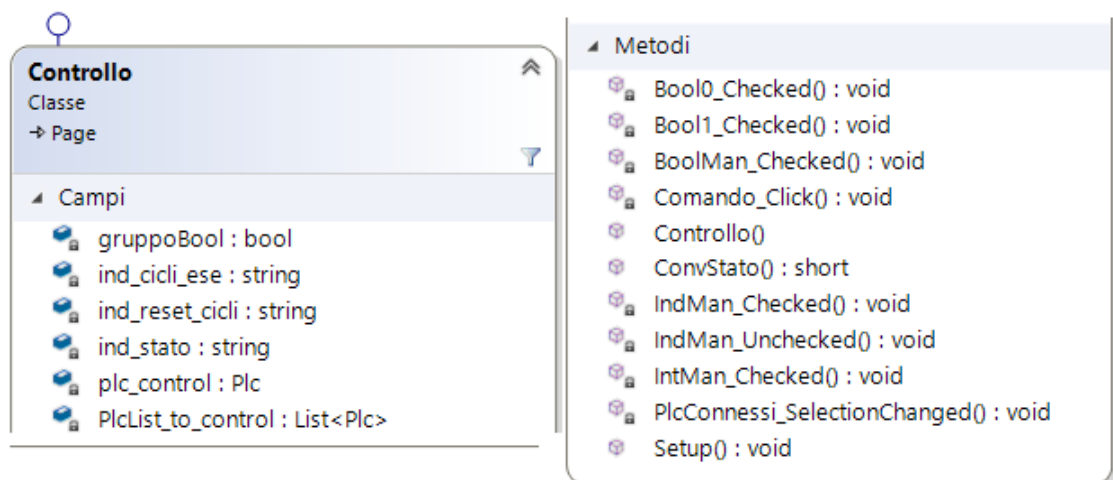 Controllo
Classe
Page
Campi
gruppoBool : bool
ind_cicli_ese : string
ind_reset_cicli : string
ind_stato : string
plc_control : Plc
PlcList_to_control : List<Plc>
Metodi
Bool0_Checked() : void
Bool1_Checked() : void
BoolMan_Checked() : void
Comando_Click() : void
Controllo()
ConvStato() : short
IndMan_Checked() : void
IndMan_Unchecked() : void
IntMan_Checked() : void
PlcConnessi_SelectionChanged() : void
Setup() : void